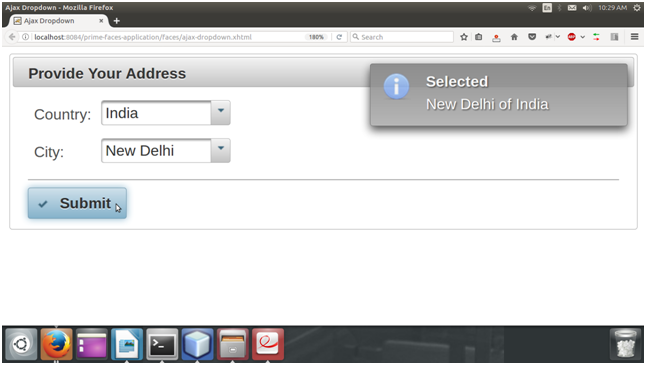 Ajax Dropdown - Mozilla Firefox
En
10:29 AM
Ajax Dropdown
localhost:8084/prime-faces-application/faces/ajax-dropdown.xhtml
180%
Search
Provide Your Address
Selected
New Delhi of India
Country:
India
City:
New Delhi
Submit